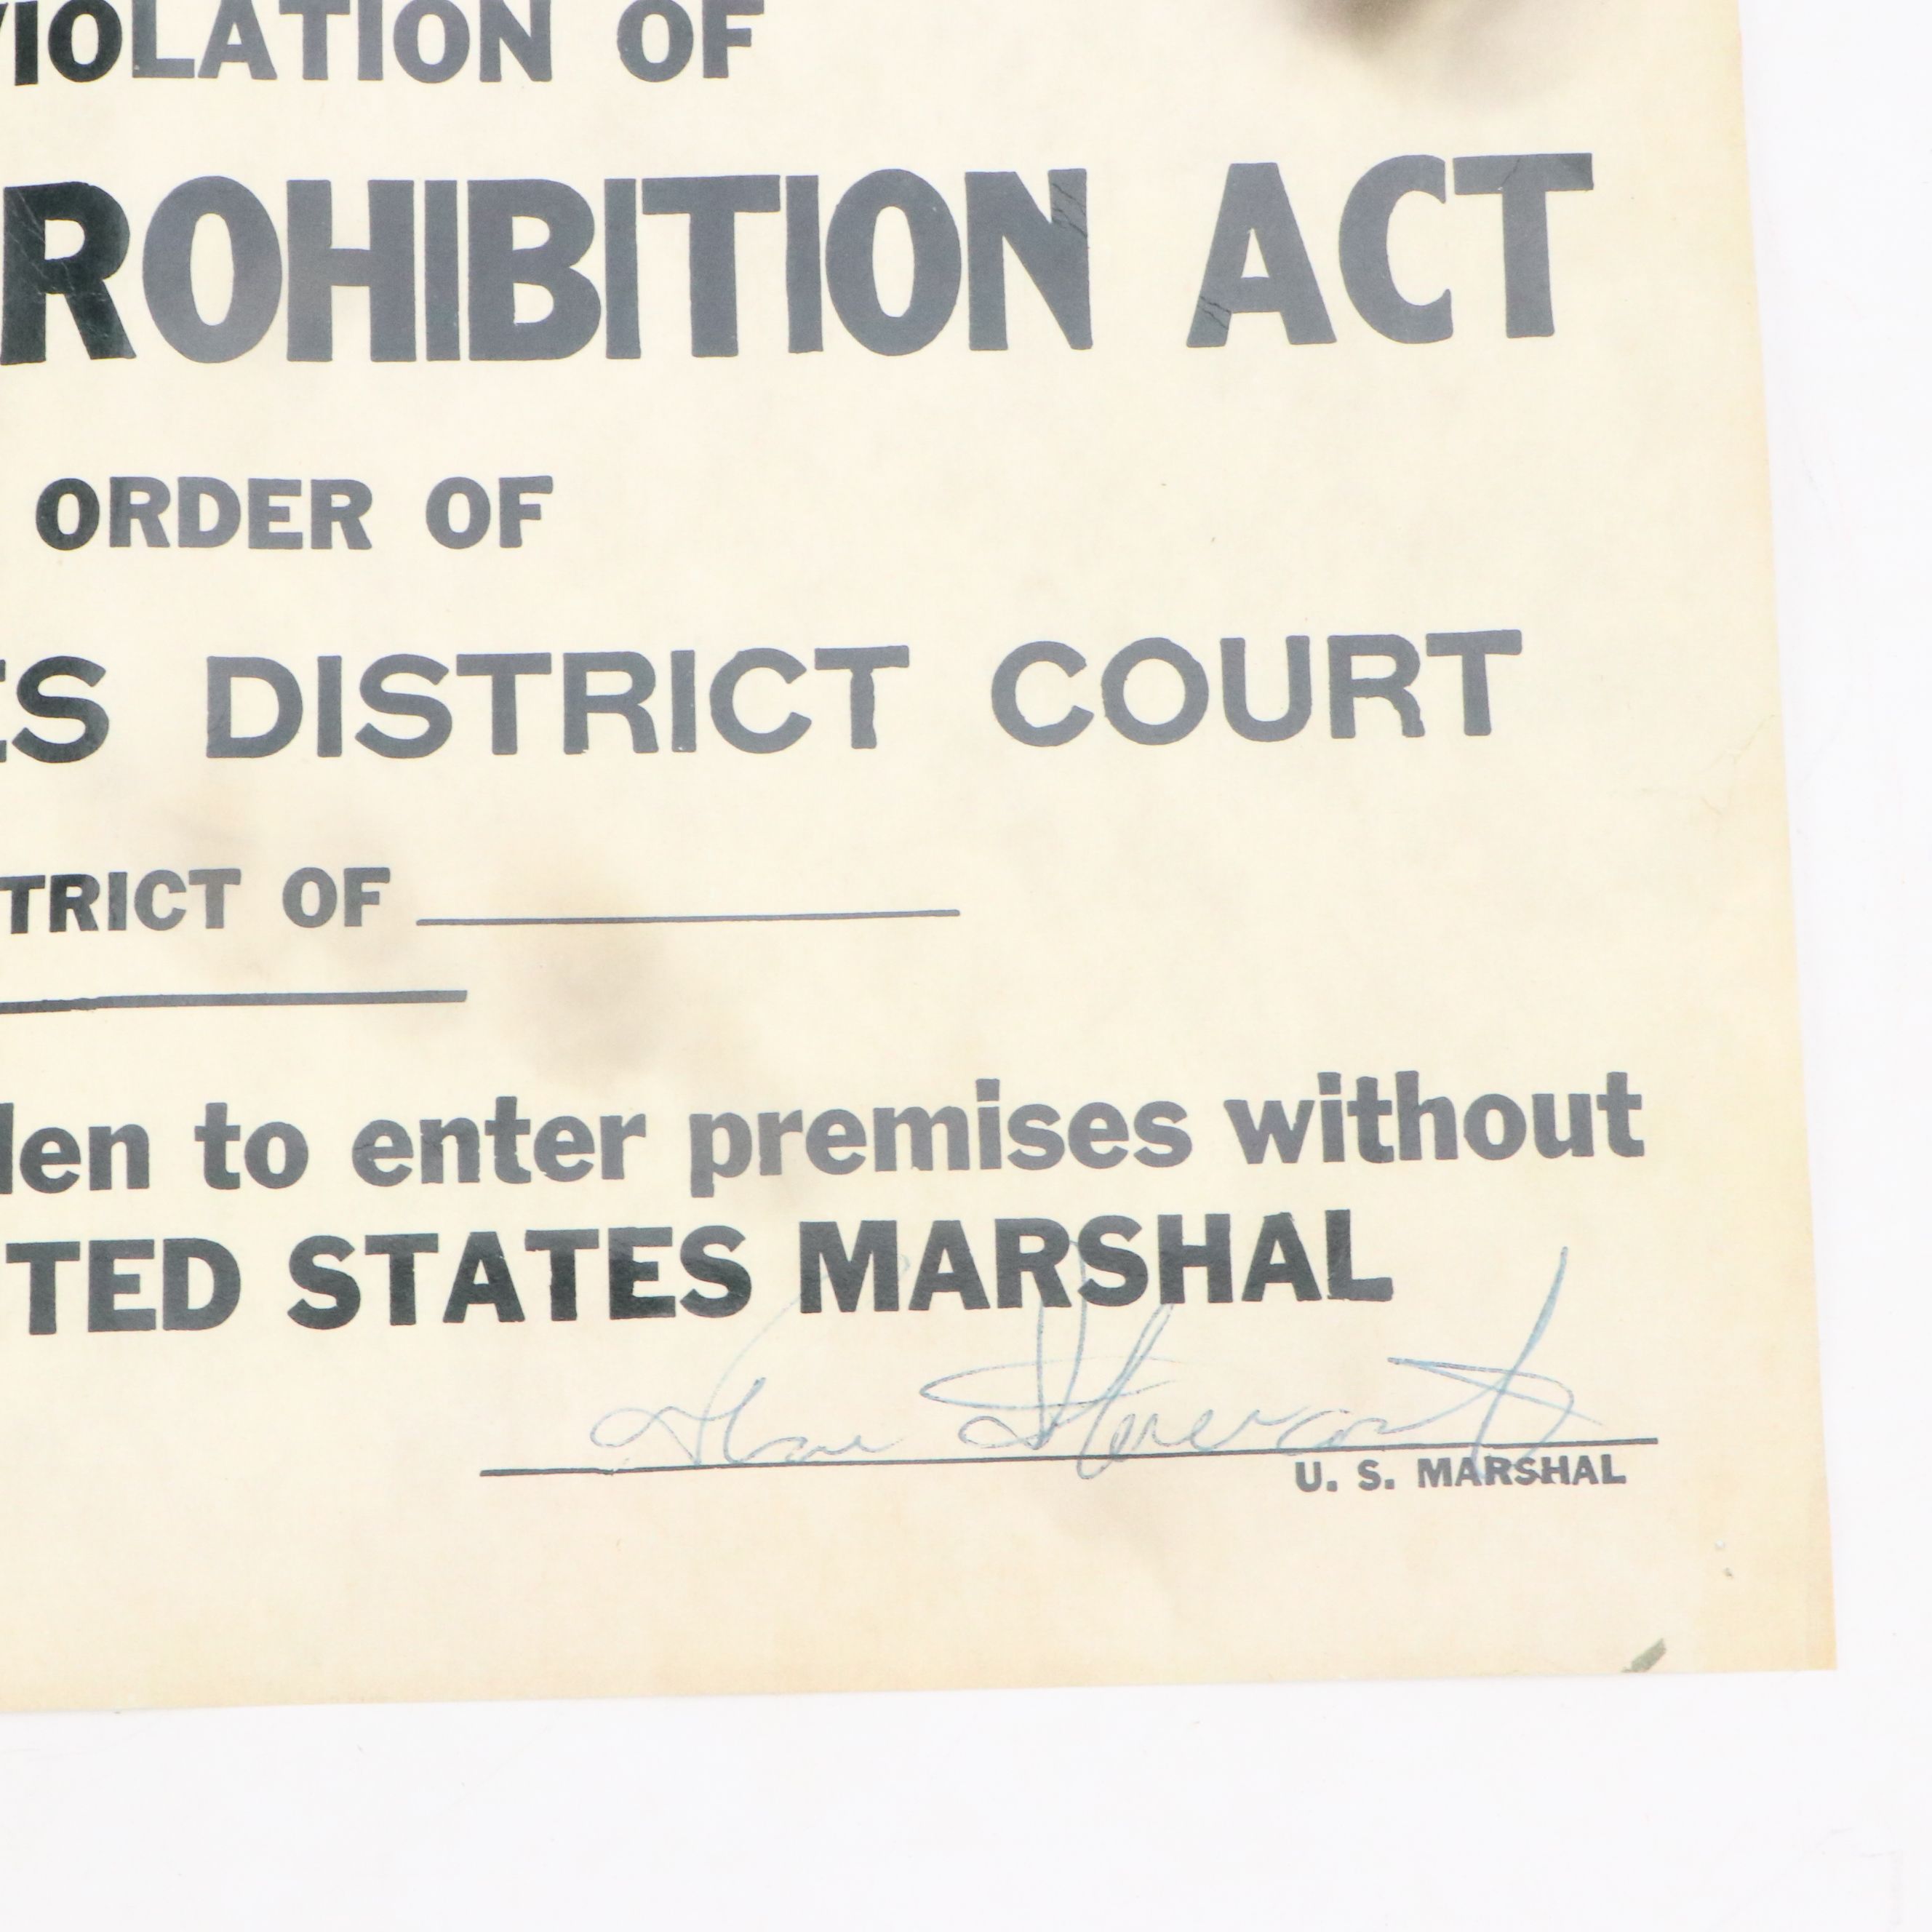 VIOLATION OF
ROHIBITION ACT
ORDER OF
ES DISTRICT COURT
TRICT OF
den to enter premises without
TED STATES MARSHAL
U. S. MARSHAL